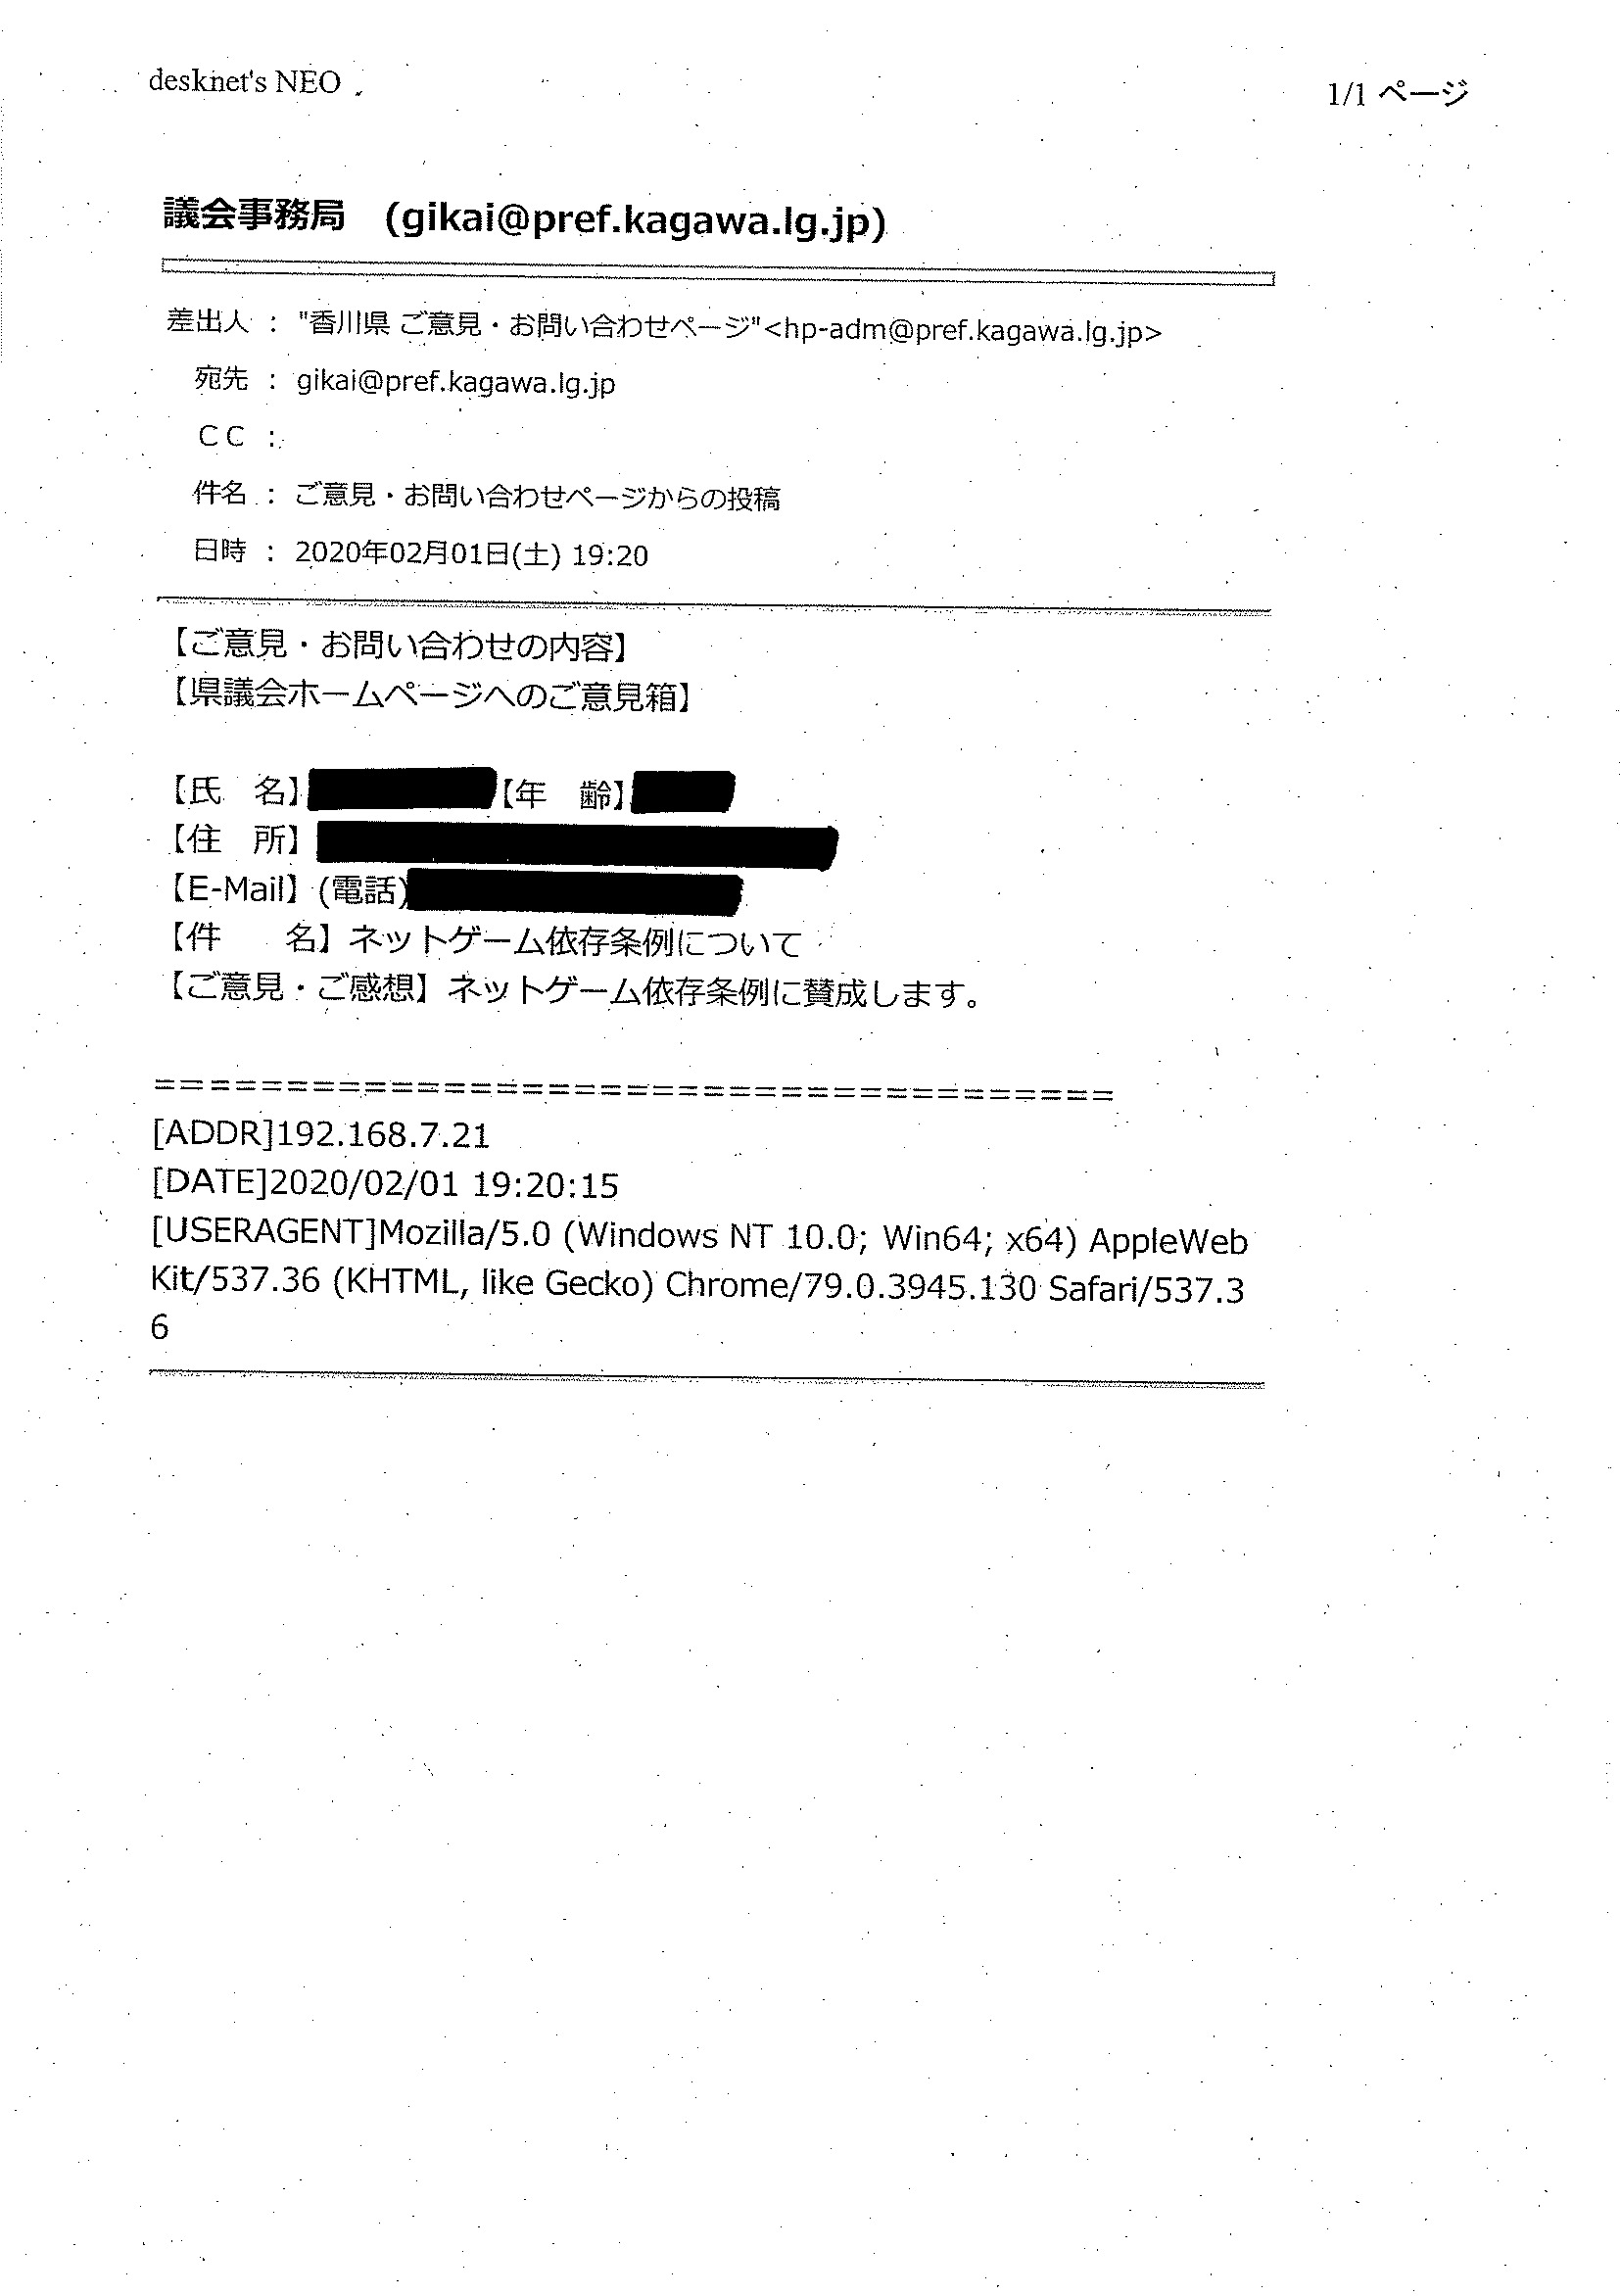 desknet's NEO
1/1 ページ
議会事務局 (gikai@pref.kagawa.lg.jp)
差出人 : "香川県 ご意見・お問い合わせページ"<hp-adm@pref.kagawa.lg.jp>
宛先 : gikai@pref.kagawa.lg.jp
CC :
件名 : ご意見・お問い合わせページからの投稿
日時 : 2020年02月01日(土) 19:20
【ご意見・お問い合わせの内容】
【県議会ホームページへのご意見箱】
【氏　名】【年　齢】
【住　所】
【E-Mail】(電話)
【件　　名】ネットゲーム依存条例について
【ご意見・ご感想】ネットゲーム依存条例に賛成します。
=====================================
[ADDR]192.168.7.21
[DATE]2020/02/01 19:20:15
[USERAGENT]Mozilla/5.0 (Windows NT 10.0; Win64; x64) AppleWeb
Kit/537.36 (KHTML, like Gecko) Chrome/79.0.3945.130 Safari/537.3
6